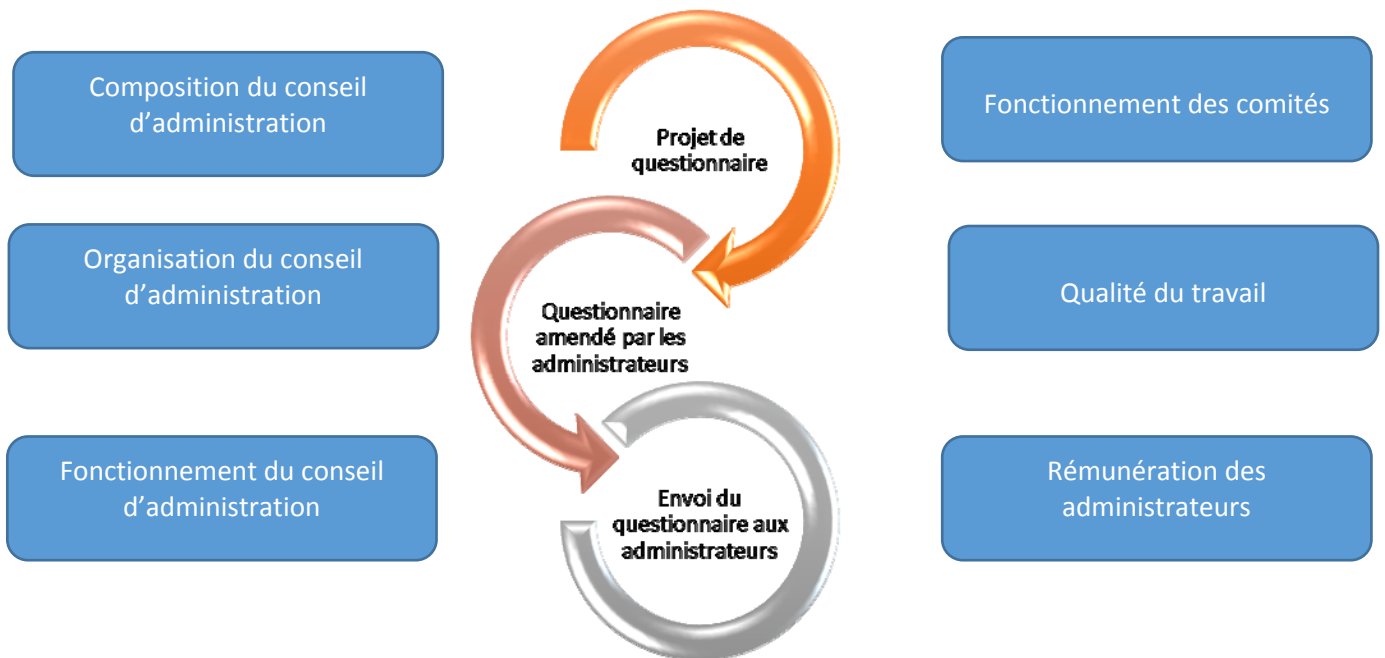 Composition du conseil
d’administration
Organisation du conseil
d’administration
Fonctionnement du conseil
d’administration
Projet de
questionnaire
Questionnaire
amendé par les
administrateurs
Envoi du
questionnaire aux
administrateurs
Fonctionnement des comités
Qualité du travail
Rémunération des
administrateurs